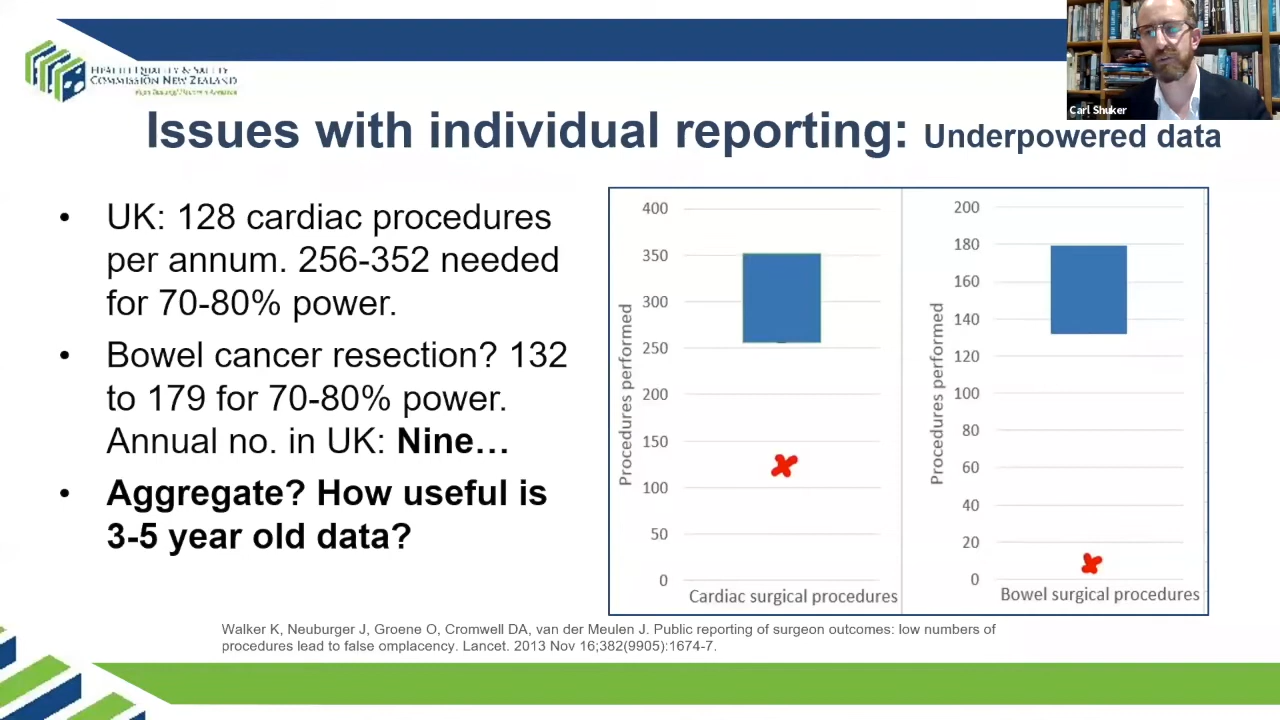 HEALTH QUALITY & SAFETY
COMMISSION NEW ZEALAND
Carl Shuker
Issues with individual reporting: Underpowered data
• UK: 128 cardiac procedures
per annum. 256-352 needed
for 70-80% power.
• Bowel cancer resection? 132
to 179 for 70-80% power.
Annual no. in UK: Nine…
• Aggregate? How useful is
3-5 year old data?
Procedures performed
400
350
300
250
200
150
100
50
0
Cardiac surgical procedures
Procedures performed
200
180
160
140
120
100
80
60
40
20
0
Bowel surgical procedures
Walker K, Neuburger J, Groene O, Cromwell DA, van der Meulen J. Public reporting of surgeon outcomes: low numbers of
procedures lead to false omplacency. Lancet. 2013 Nov 16;382(9905):1674-7.